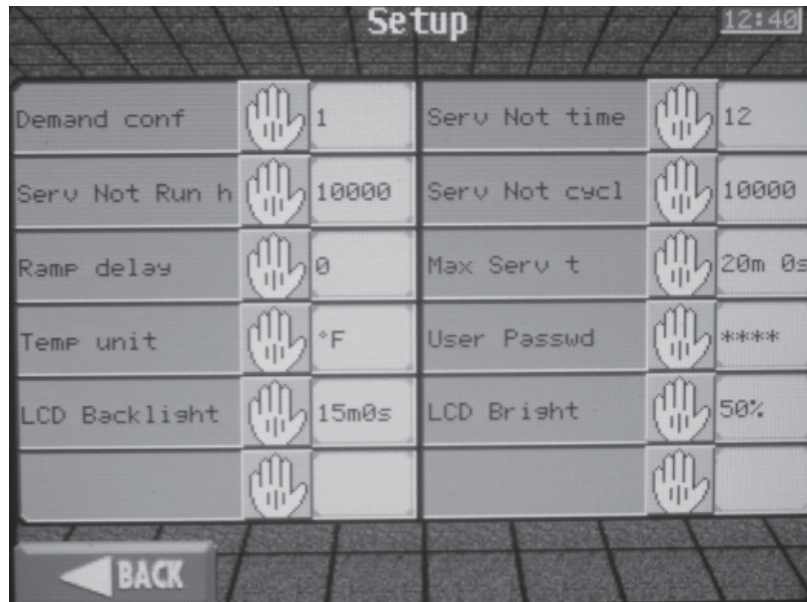 Setup
12:40
Demand conf 1 Serv Not time 12
Serv Not Run h 10000 Serv Not cycl 10000
Ramp delay 0 Max Serv t 20m 0s
Temp unit °F User Passwd ****
LCD Backlight 15m0s LCD Bright 50%
BACK